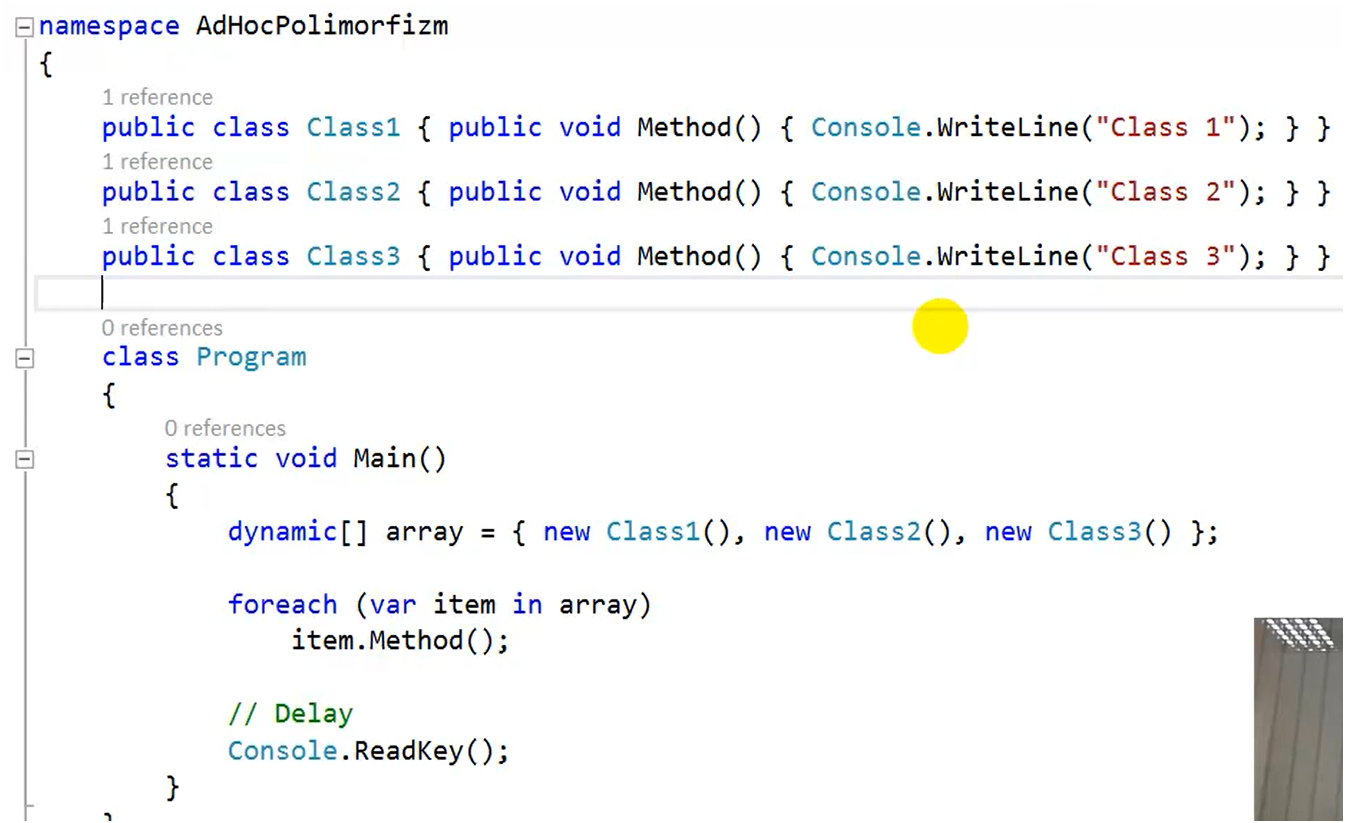 namespace AdHocPolimorfizm
{
1 reference
public class Class1 { public void Method() { Console.WriteLine("Class 1"); } }
1 reference
public class Class2 { public void Method() { Console.WriteLine("Class 2"); } }
1 reference
public class Class3 { public void Method() { Console.WriteLine("Class 3"); } }
0 references
class Program
{
0 references
static void Main()
{
dynamic[] array = { new Class1(), new Class2(), new Class3() };
foreach (var item in array)
item.Method();
// Delay
Console.ReadKey();
}
}